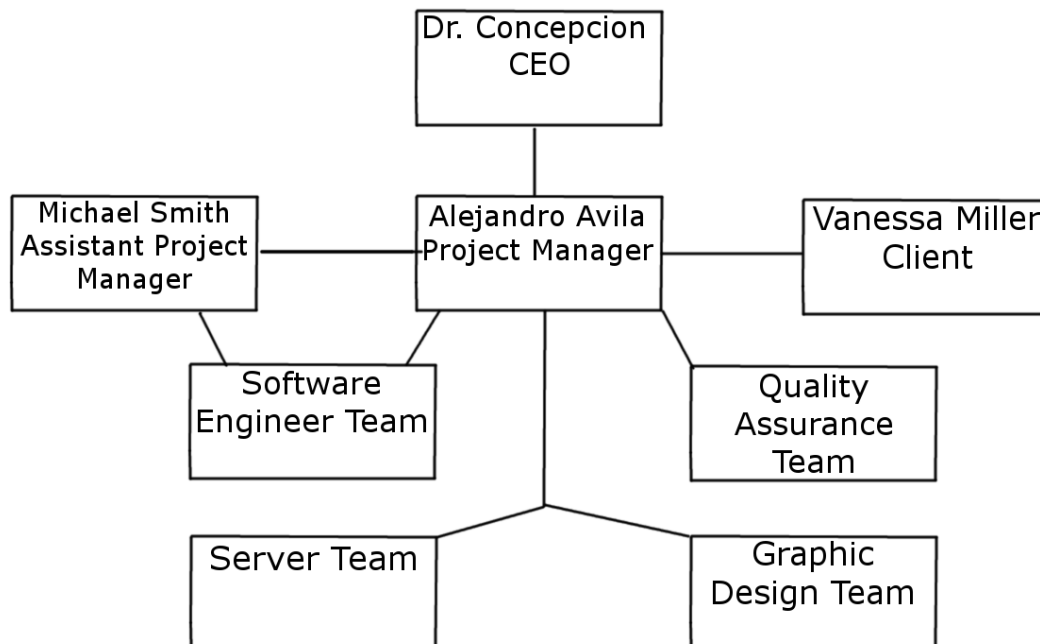 Dr. Concepcion
CEO
Michael Smith
Assistant Project
Manager
Alejandro Avila
Project Manager
Vanessa Miller
Client
Software
Engineer Team
Quality
Assurance
Team
Server Team
Graphic
Design Team